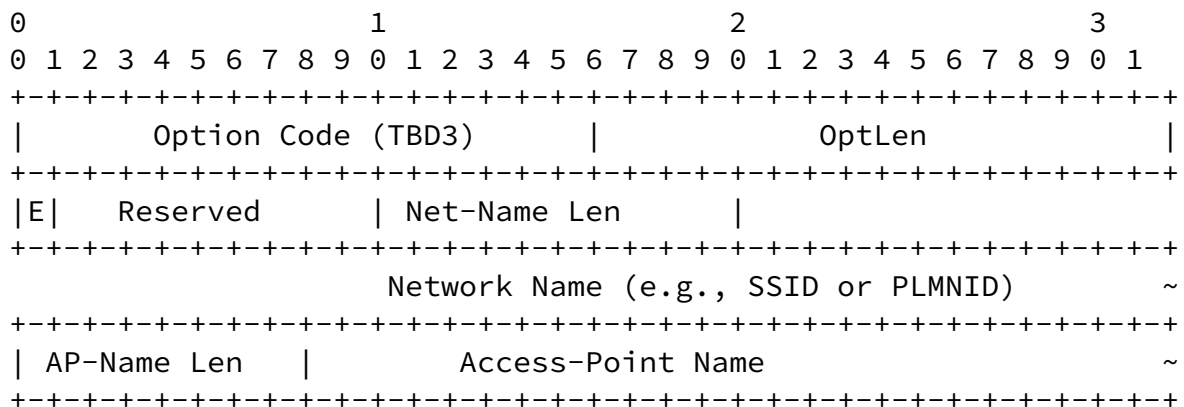 0                   1                   2                   3
0 1 2 3 4 5 6 7 8 9 0 1 2 3 4 5 6 7 8 9 0 1 2 3 4 5 6 7 8 9 0 1
+-+-+-+-+-+-+-+-+-+-+-+-+-+-+-+-+-+-+-+-+-+-+-+-+-+-+-+-+-+-+-+-+
|       Option Code (TBD3)      |            OptLen             |
+-+-+-+-+-+-+-+-+-+-+-+-+-+-+-+-+-+-+-+-+-+-+-+-+-+-+-+-+-+-+-+-+
|E|   Reserved      | Net-Name Len      |
+-+-+-+-+-+-+-+-+-+-+-+-+-+-+-+-+-+-+-+-+-+-+-+-+-+-+-+-+-+-+-+-+
                     Network Name (e.g., SSID or PLMNID)        ~
+-+-+-+-+-+-+-+-+-+-+-+-+-+-+-+-+-+-+-+-+-+-+-+-+-+-+-+-+-+-+-+-+
| AP-Name Len   |        Access-Point Name                      ~
+-+-+-+-+-+-+-+-+-+-+-+-+-+-+-+-+-+-+-+-+-+-+-+-+-+-+-+-+-+-+-+-+